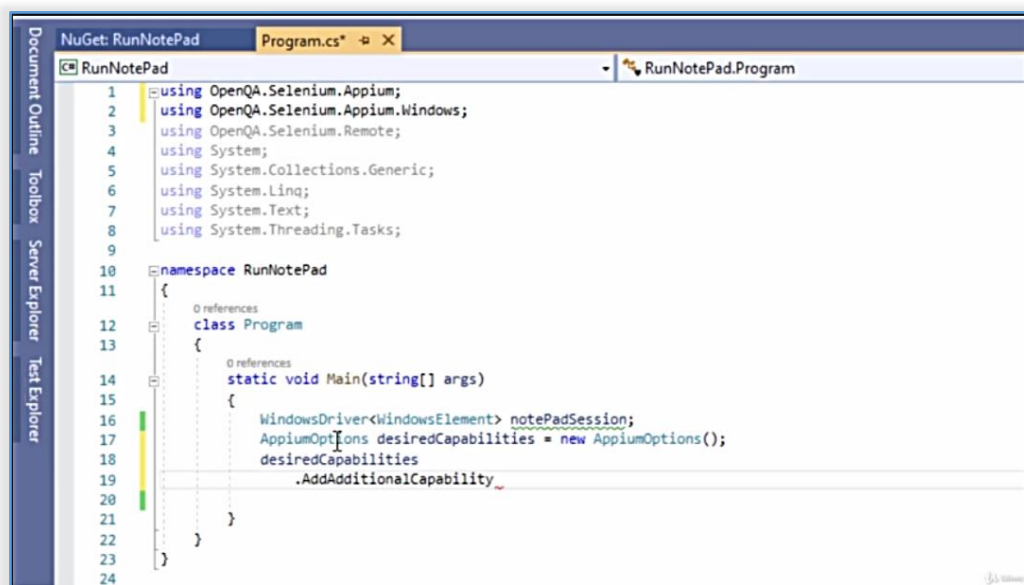 Document Outline
Toolbox
Server Explorer
Test Explorer
NuGet: RunNotePad
Program.cs*
C# RunNotePad
RunNotePad.Program
1 using OpenQA.Selenium.Appium;
2 using OpenQA.Selenium.Appium.Windows;
3 using OpenQA.Selenium.Remote;
4 using System;
5 using System.Collections.Generic;
6 using System.Linq;
7 using System.Text;
8 using System.Threading.Tasks;
9
10 namespace RunNotePad
11 {
0 references
12 class Program
13 {
0 references
14 static void Main(string[] args)
15 {
16 WindowsDriver<WindowsElement> notePadSession;
17 AppiumOptions desiredCapabilities = new AppiumOptions();
18 desiredCapabilities
19 .AddAdditionalCapability
20
21 }
22 }
23 }
24